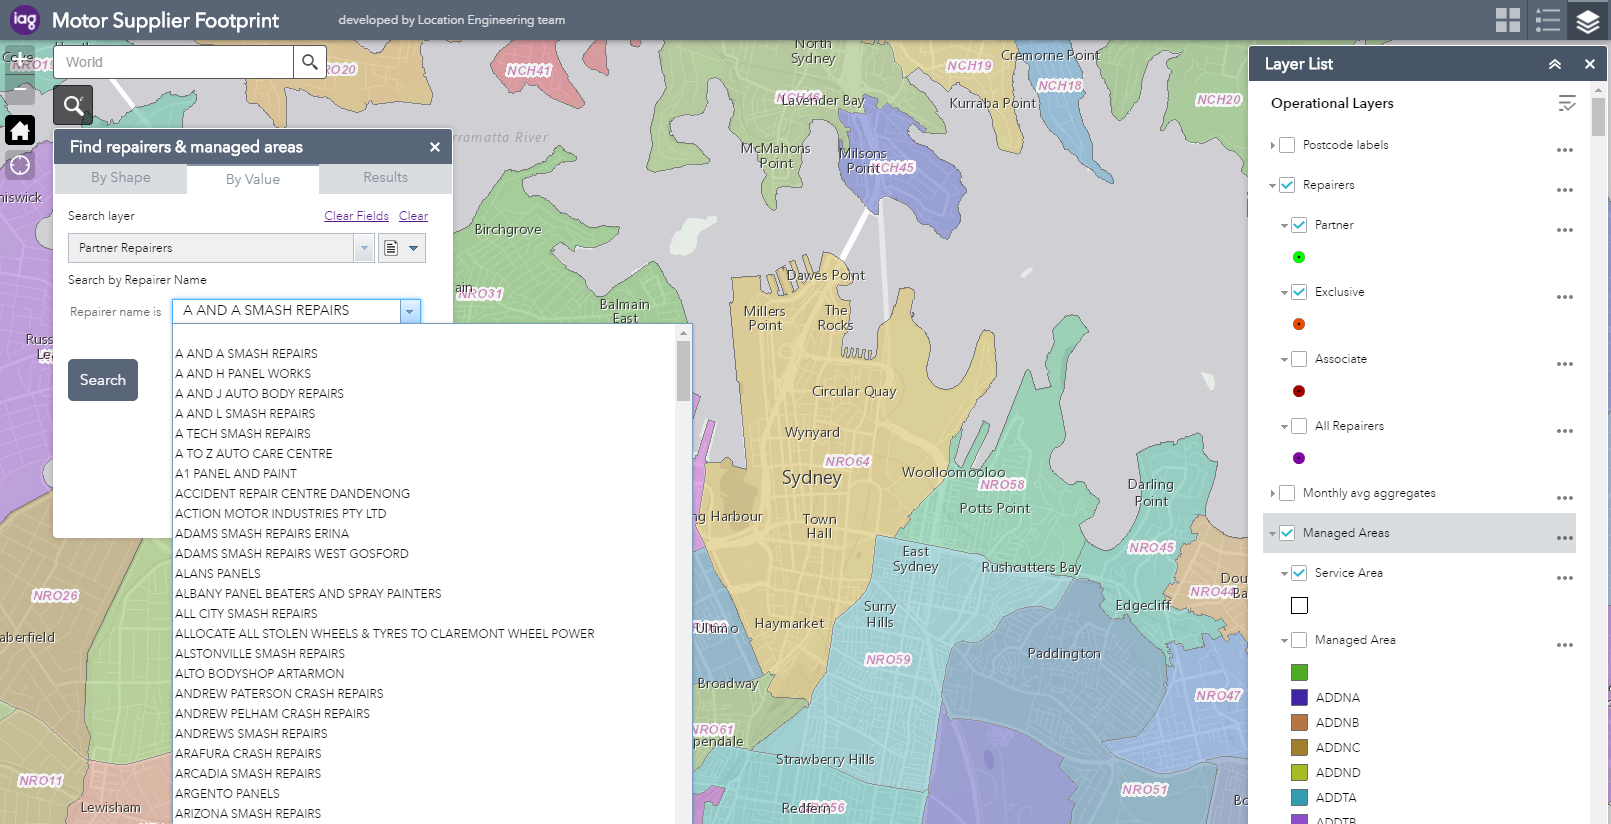 iag
Motor Supplier Footprint
developed by Location Engineering team
World
Find repairers & managed areas
By Shape
By Value
Results
Search layer
Clear Fields
Clear
Partner Repairers
Search by Repairer Name
Repairer name is
A AND A SMASH REPAIRS
Search
A AND A SMASH REPAIRS
A AND H PANEL WORKS
A AND J AUTO BODY REPAIRS
A AND L SMASH REPAIRS
A TECH SMASH REPAIRS
A TO Z AUTO CARE CENTRE
A1 PANEL AND PAINT
ACCIDENT REPAIR CENTRE DANDENONG
ACTION MOTOR INDUSTRIES PTY LTD
ADAMS SMASH REPAIRS ERINA
ADAMS SMASH REPAIRS WEST GOSFORD
ALANS PANELS
ALBANY PANEL BEATERS AND SPRAY PAINTERS
ALL CITY SMASH REPAIRS
ALLOCATE ALL STOLEN WHEELS & TYRES TO CLAREMONT WHEEL POWER
ALSTONVILLE SMASH REPAIRS
ALTO BODYSHOP ARTARMON
ANDREW PATERSON CRASH REPAIRS
ANDREW PELHAM CRASH REPAIRS
ANDREWS SMASH REPAIRS
ARAFURA CRASH REPAIRS
ARCADIA SMASH REPAIRS
ARGENTO PANELS
ARIZONA SMASH REPAIRS
NRO26
aberfield
NRO11
Lewisham
niswick
rramatta River
NCH41
North
Sydney
NCH46
Lavender Bay
McMahons
Point
Milsons
Point
NCH45
NCH19
Cremorne Point
NCH18
Kurraba Point
NCH20
Birchgrove
NRO31
Balmain
East
Dawes Point
Millers
Point
The
Rocks
Circular Quay
Wynyard
NRO64
Sydney
Woolloomooloo
NRO58
Potts Point
Darling
Point
ng Harbour
Town
Hall
East
Sydney
Rushcutters Bay
NRO45
NRO44
Edgecliff
Surry
Hills
Ultimo
Haymarket
NRO59
Paddington
Broadway
NRO47
NRO61
pendale
Strawberry Hills
NRO51
Redfern
NRO56
Layer List
Operational Layers
Postcode labels
Repairers
Partner
Exclusive
Associate
All Repairers
Monthly avg aggregates
Managed Areas
Service Area
Managed Area
ADDNA
ADDNB
ADDNC
ADDND
ADDTA
ADDTB